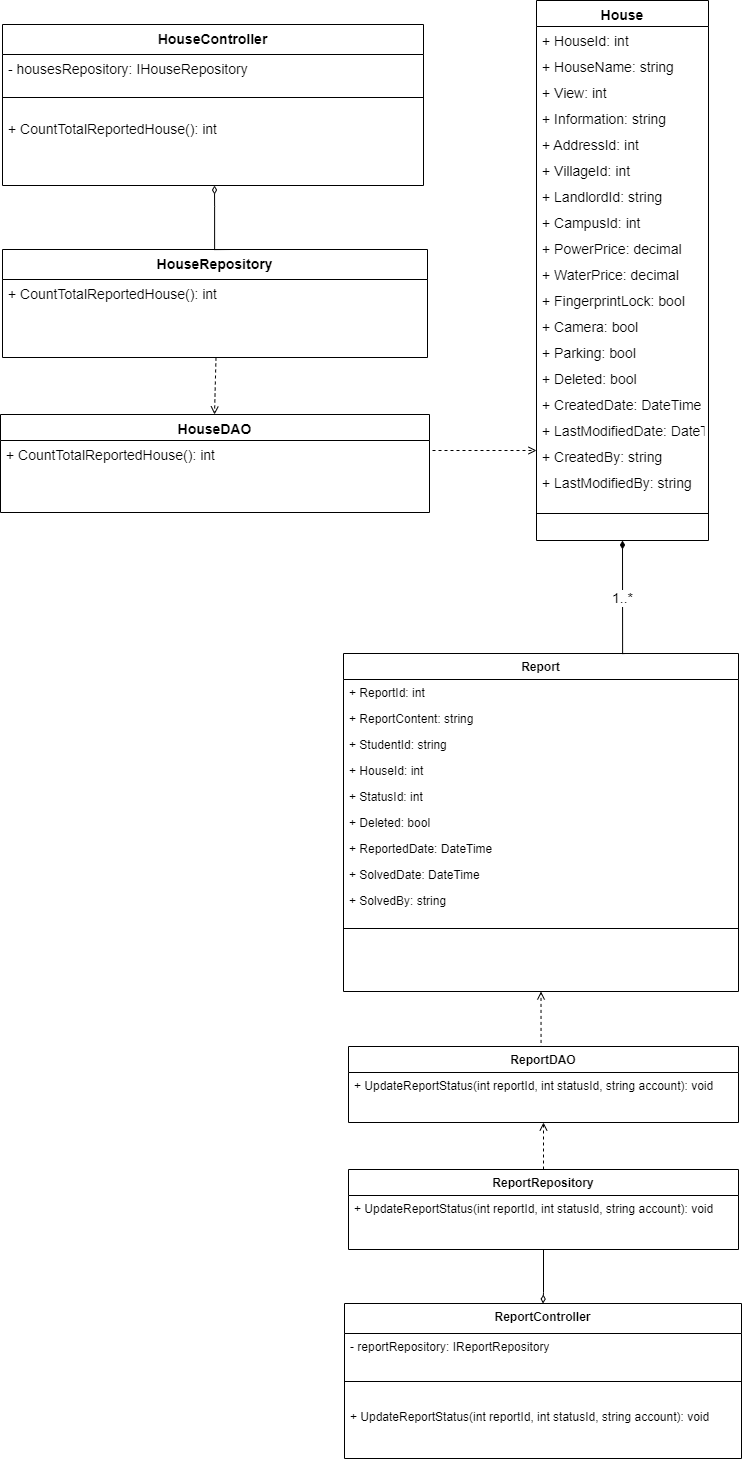 HouseController
- housesRepository: IHouseRepository
+ CountTotalReportedHouse(): int
HouseRepository
+ CountTotalReportedHouse(): int
HouseDAO
+ CountTotalReportedHouse(): int
House
+ HouseId: int
+ HouseName: string
+ View: int
+ Information: string
+ AddressId: int
+ VillageId: int
+ LandlordId: string
+ CampusId: int
+ PowerPrice: decimal
+ WaterPrice: decimal
+ FingerprintLock: bool
+ Camera: bool
+ Parking: bool
+ Deleted: bool
+ CreatedDate: DateTime
+ LastModifiedDate: DateT
+ CreatedBy: string
+ LastModifiedBy: string
1..*
Report
+ ReportId: int
+ ReportContent: string
+ StudentId: string
+ HouseId: int
+ StatusId: int
+ Deleted: bool
+ ReportedDate: DateTime
+ SolvedDate: DateTime
+ SolvedBy: string
ReportDAO
+ UpdateReportStatus(int reportId, int statusId, string account): void
ReportRepository
+ UpdateReportStatus(int reportId, int statusId, string account): void
ReportController
- reportRepository: IReportRepository
+ UpdateReportStatus(int reportId, int statusId, string account): void